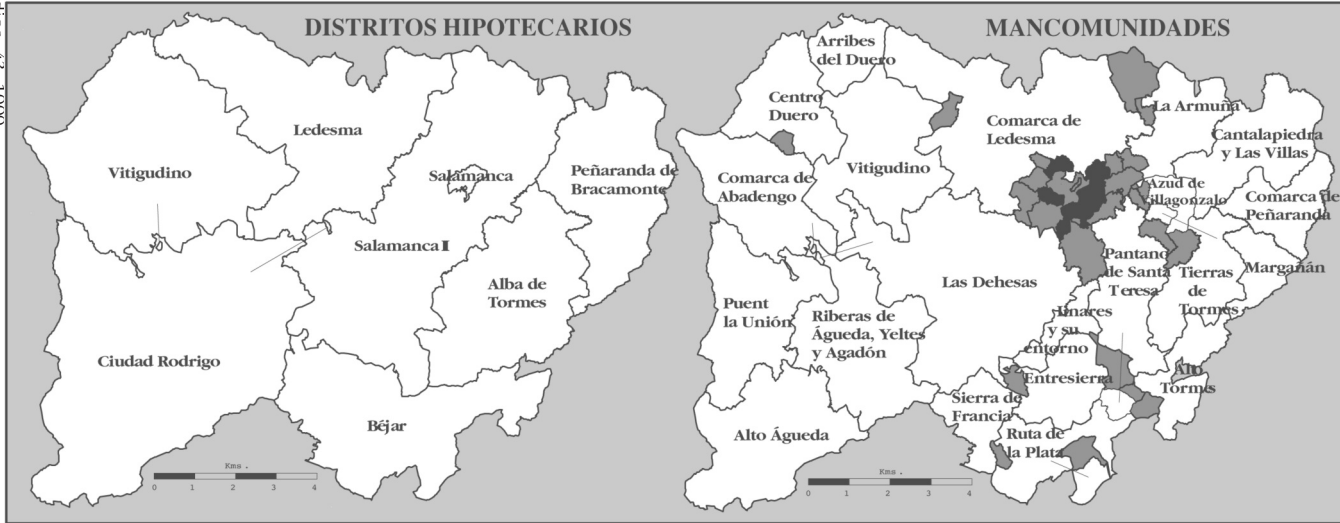 DISTRITOS HIPOTECARIOS
Ledesma
Vitigudino
Salamanca
Peñaranda de
Bracamonte
Salamanca II
Alba de
Tormes
Ciudad Rodrigo
Béjar
Kms.
0 1 2 3 4
MANCOMUNIDADES
Arribes
del Duero
Centro
Duero
La Armuña
Comarca de
Ledesma
Cantalapiedra
y Las Villas
Vitigudino
Comarca de
Abadengo
Azud de
Villagonzalo
Comarca de
Peñaranda
Pantano
de Santa
Teresa
Margañán
Las Dehesas
Tierras
de
Tormes
Puent
la Unión
Riberas de
Águeda, Yeltes
y Agadón
Linares
y su
entorno
Entresierra
Alto
Tormes
Sierra de
Francia
Alto Águeda
Ruta de
la Plata
Kms.
0 1 2 3 4